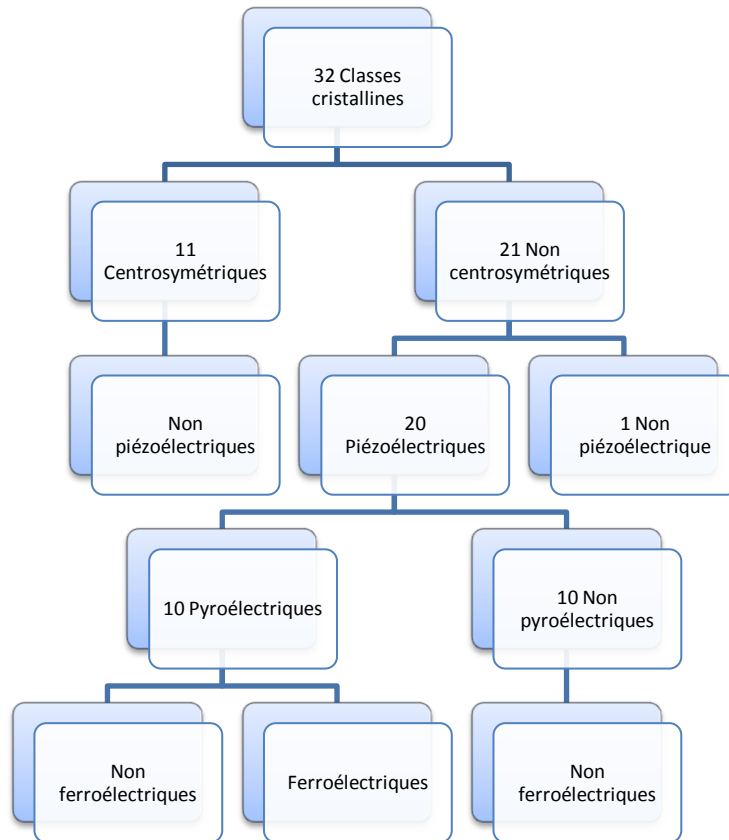 32 Classes
cristallines
11
Centrosymétriques
21 Non
centrosymétriques
Non
piézoélectriques
20
Piézoélectriques
1 Non
piézoélectrique
10 Pyroélectriques
10 Non
pyroélectriques
Non
ferroélectriques
Ferroélectriques
Non
ferroélectriques